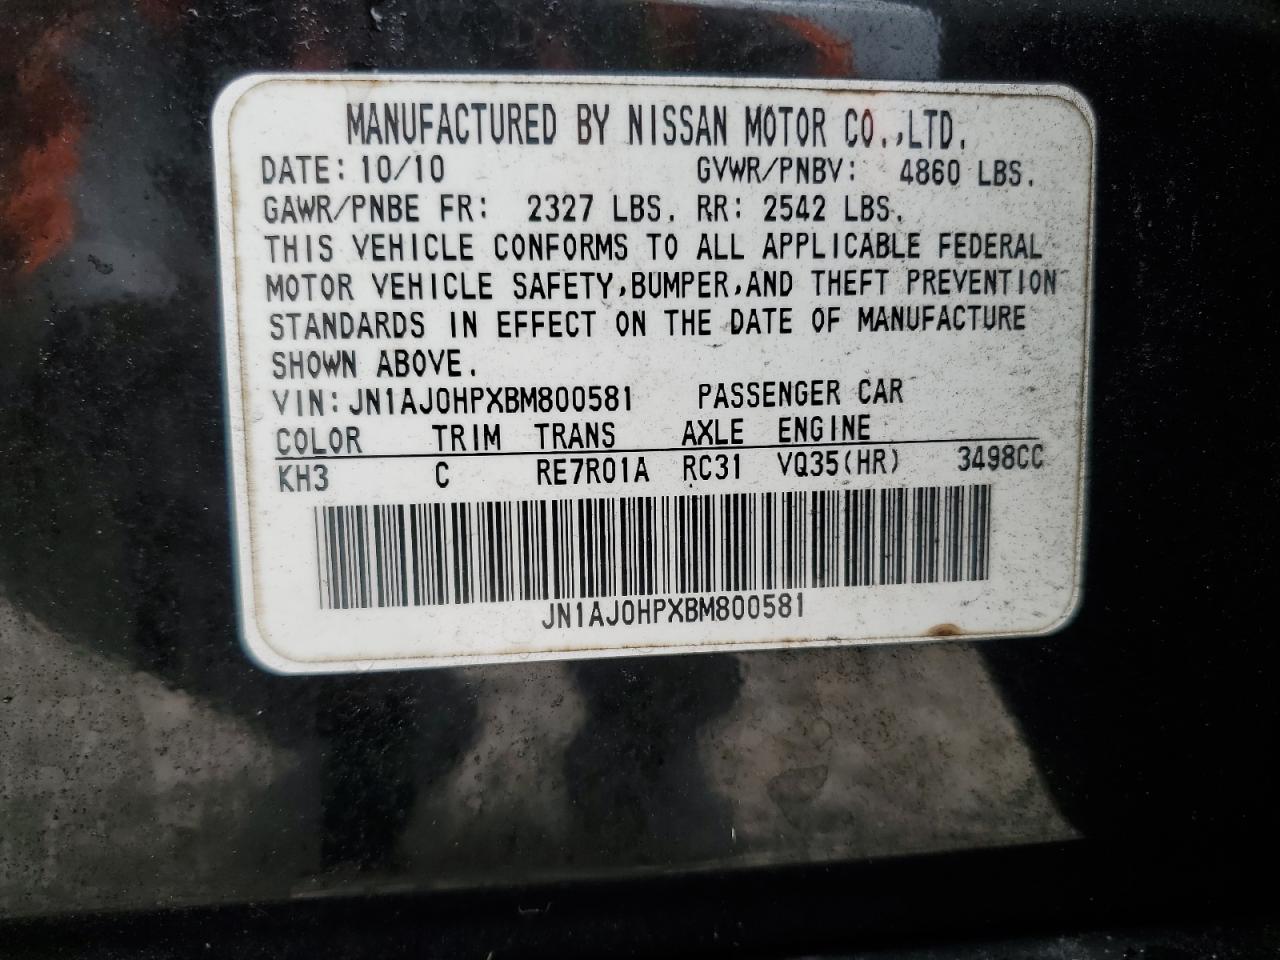 MANUFACTURED BY NISSAN MOTOR CO.,LTD.
DATE: 10/10 GVWR/PNBV: 4860 LBS.
GAWR/PNBE FR: 2327 LBS. RR: 2542 LBS.
THIS VEHICLE CONFORMS TO ALL APPLICABLE FEDERAL
MOTOR VEHICLE SAFETY,BUMPER,AND THEFT PREVENTION
STANDARDS IN EFFECT ON THE DATE OF MANUFACTURE
SHOWN ABOVE.
VIN: JN1AJ0HPXBM800581 PASSENGER CAR
COLOR TRIM TRANS AXLE ENGINE
KH3 C RE7R01A RC31 VQ35(HR) 3498CC
JN1AJ0HPXBM800581